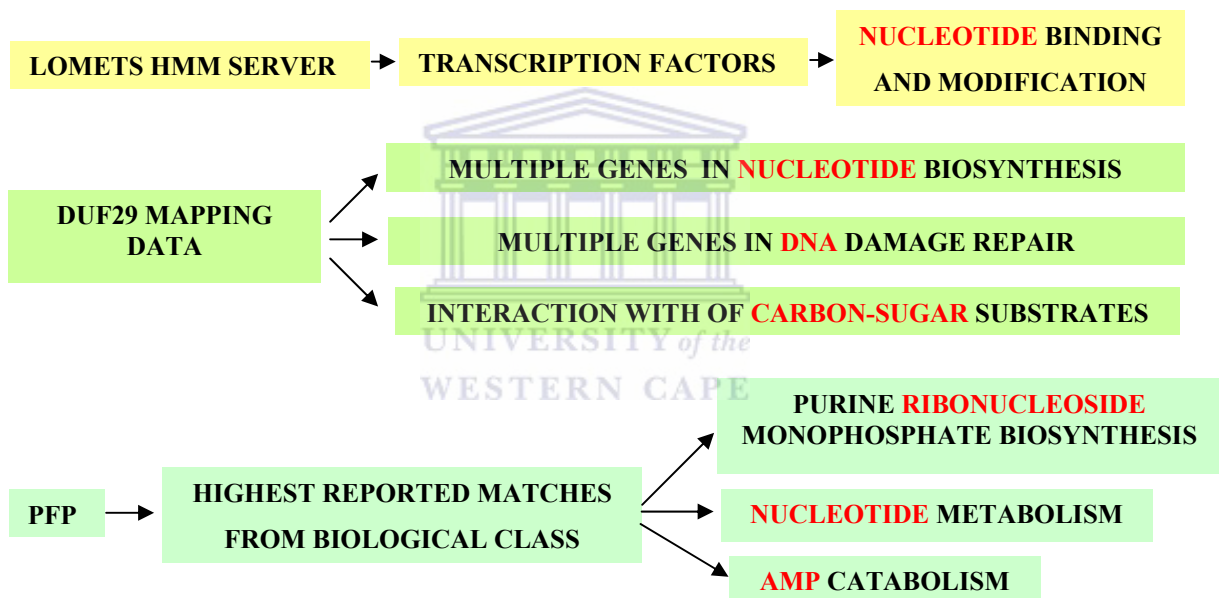 LOMETS HMM SERVER
TRANSCRIPTION FACTORS
NUCLEOTIDE BINDING
AND MODIFICATION
DUF29 MAPPING
DATA
MULTIPLE GENES IN NUCLEOTIDE BIOSYNTHESIS
MULTIPLE GENES IN DNA DAMAGE REPAIR
INTERACTION WITH OF CARBON-SUGAR SUBSTRATES
UNIVERSITY of the
WESTERN CAPE
PFP
HIGHEST REPORTED MATCHES
FROM BIOLOGICAL CLASS
PURINE RIBONUCLEOSIDE
MONOPHOSPHATE BIOSYNTHESIS
NUCLEOTIDE METABOLISM
AMP CATABOLISM